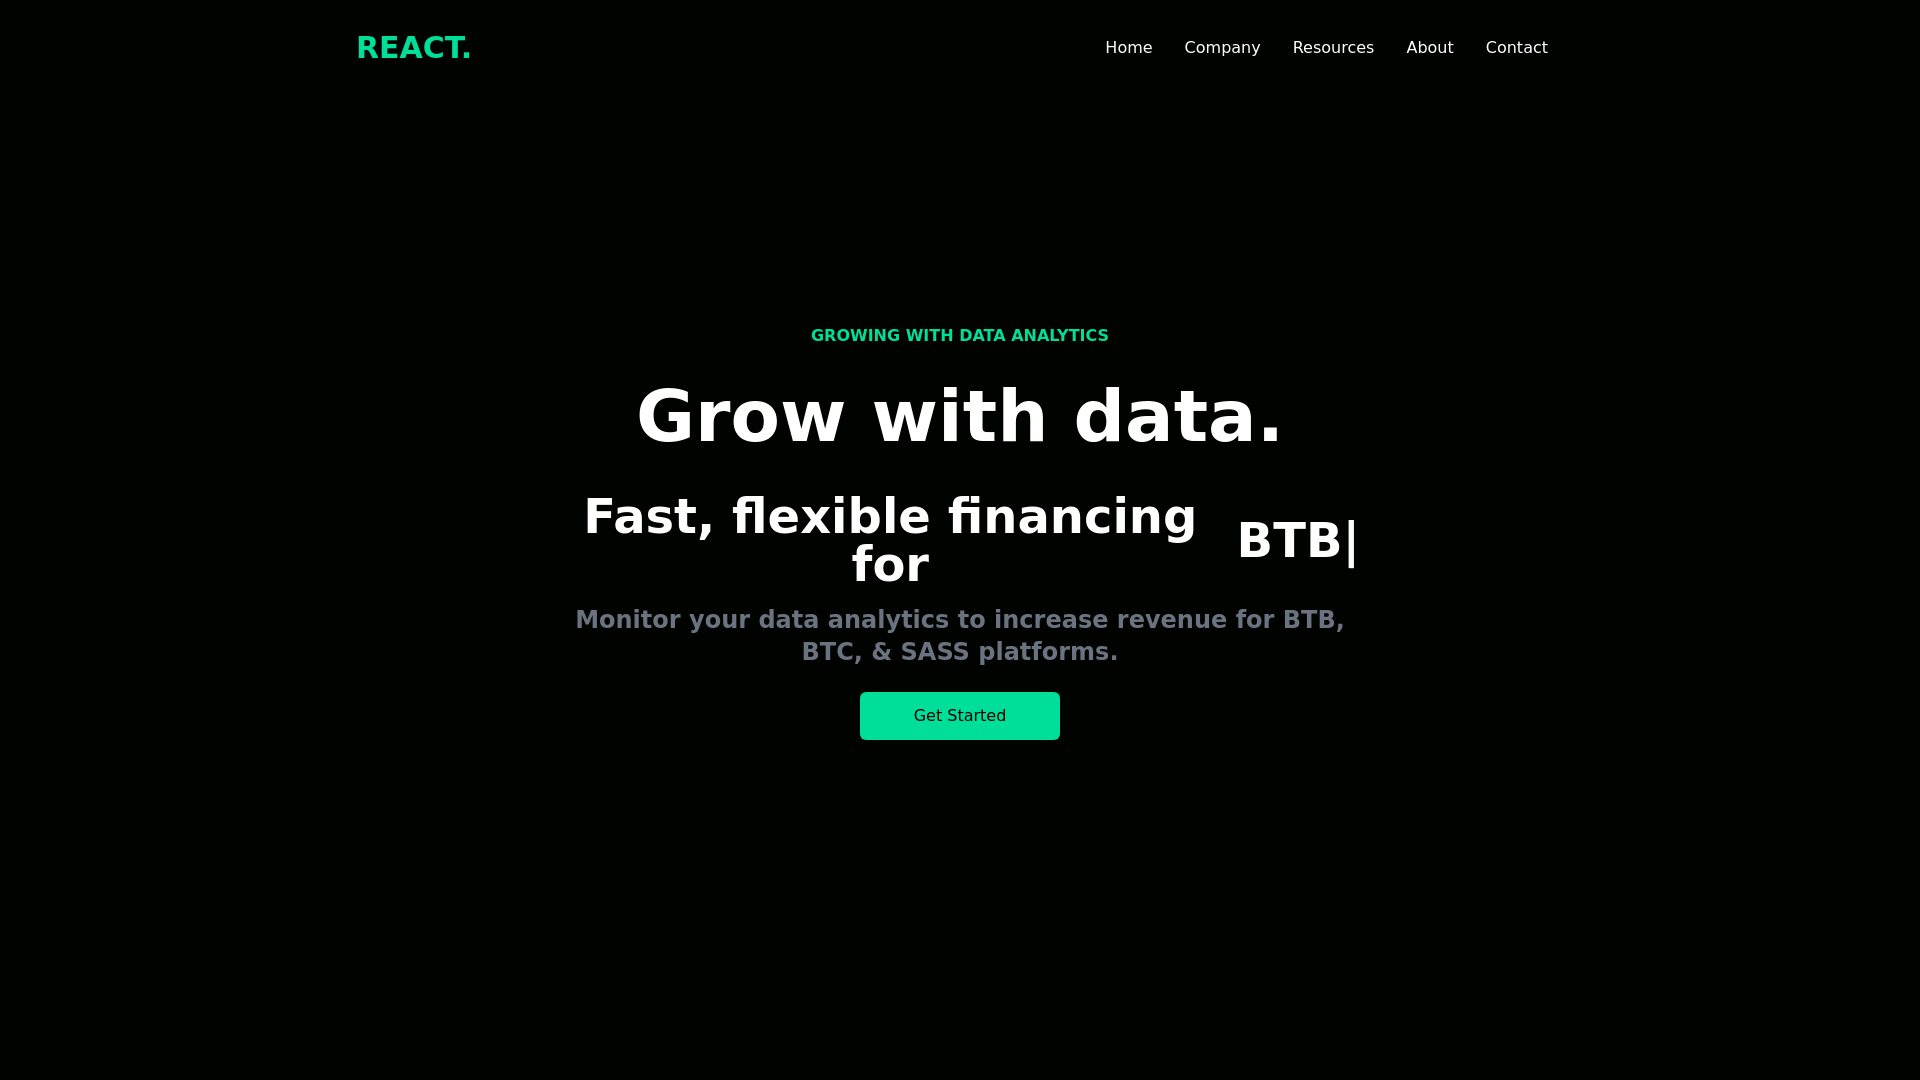 REACT.
Home
Company
Resources
About
Contact
GROWING WITH DATA ANALYTICS
Grow with data.
Fast, flexible financing
for
BTB|
Monitor your data analytics to increase revenue for BTB,
BTC, & SASS platforms.
Get Started